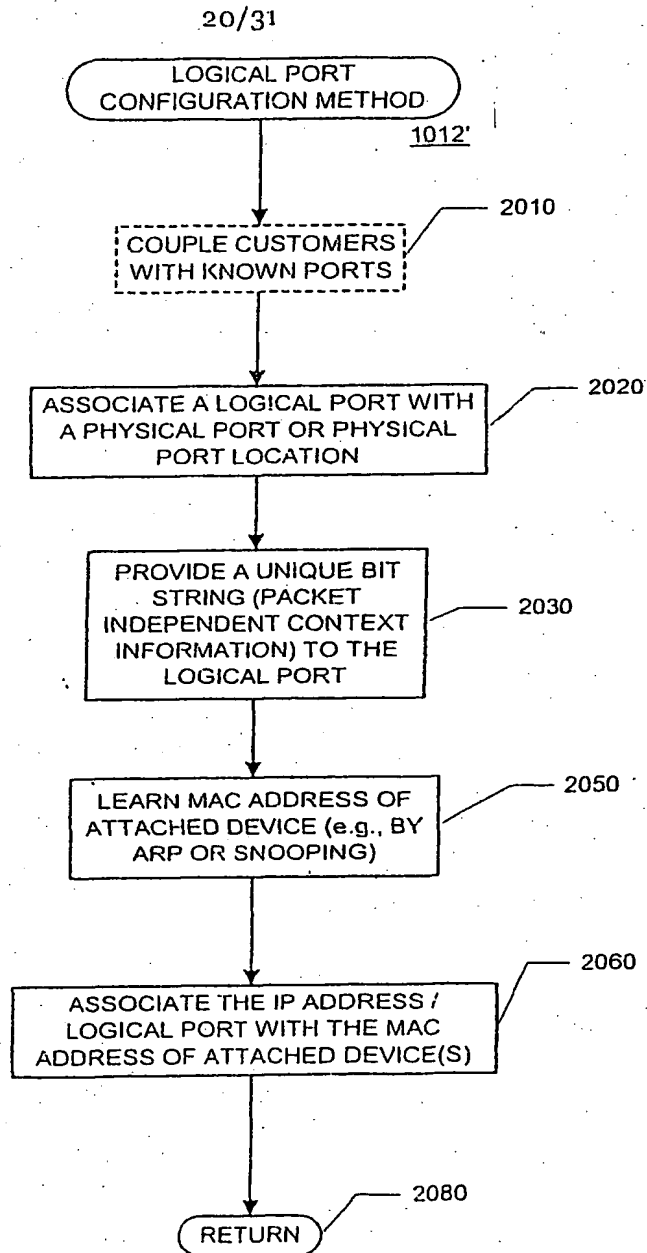 20/31
LOGICAL PORT
CONFIGURATION METHOD
1012'
2010
COUPLE CUSTOMERS
WITH KNOWN PORTS
2020
ASSOCIATE A LOGICAL PORT WITH
A PHYSICAL PORT OR PHYSICAL
PORT LOCATION
PROVIDE A UNIQUE BIT
STRING (PACKET
INDEPENDENT CONTEXT
INFORMATION) TO THE
LOGICAL PORT
2030
2050
LEARN MAC ADDRESS OF
ATTACHED DEVICE (e.g., BY
ARP OR SNOOPING)
2060
ASSOCIATE THE IP ADDRESS /
LOGICAL PORT WITH THE MAC
ADDRESS OF ATTACHED DEVICE(S)
2080
RETURN